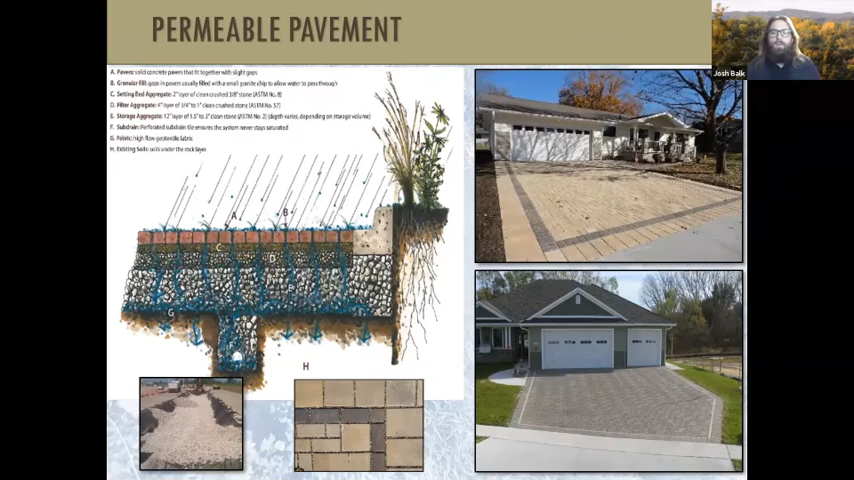 PERMEABLE PAVEMENT
Josh Balk
A. Pavers: solid concrete pavers that fit together with slight gaps
B. Granular Fill: gaps in pavers usually filled with a small granite chip to allow water to pass through
C. Setting Bed Aggregate: 2" layer of clean crushed 3/8" stone (ASTM No. 8)
D. Filter Aggregate: 4" layer of 3/4" to 1" clean crushed stone (ASTM No. 57)
E. Storage Aggregate: 12" layer of 1.5" to 2" clean stone (ASTM No. 2) (depth varies, depending on storage volume)
F. Subdrain: Perforated subdrain tile ensures the system never stays saturated
G. Fabric: high flow geotextile fabric
H. Existing Soils: soils under the rock layer
A
B
C
D
E
G
H